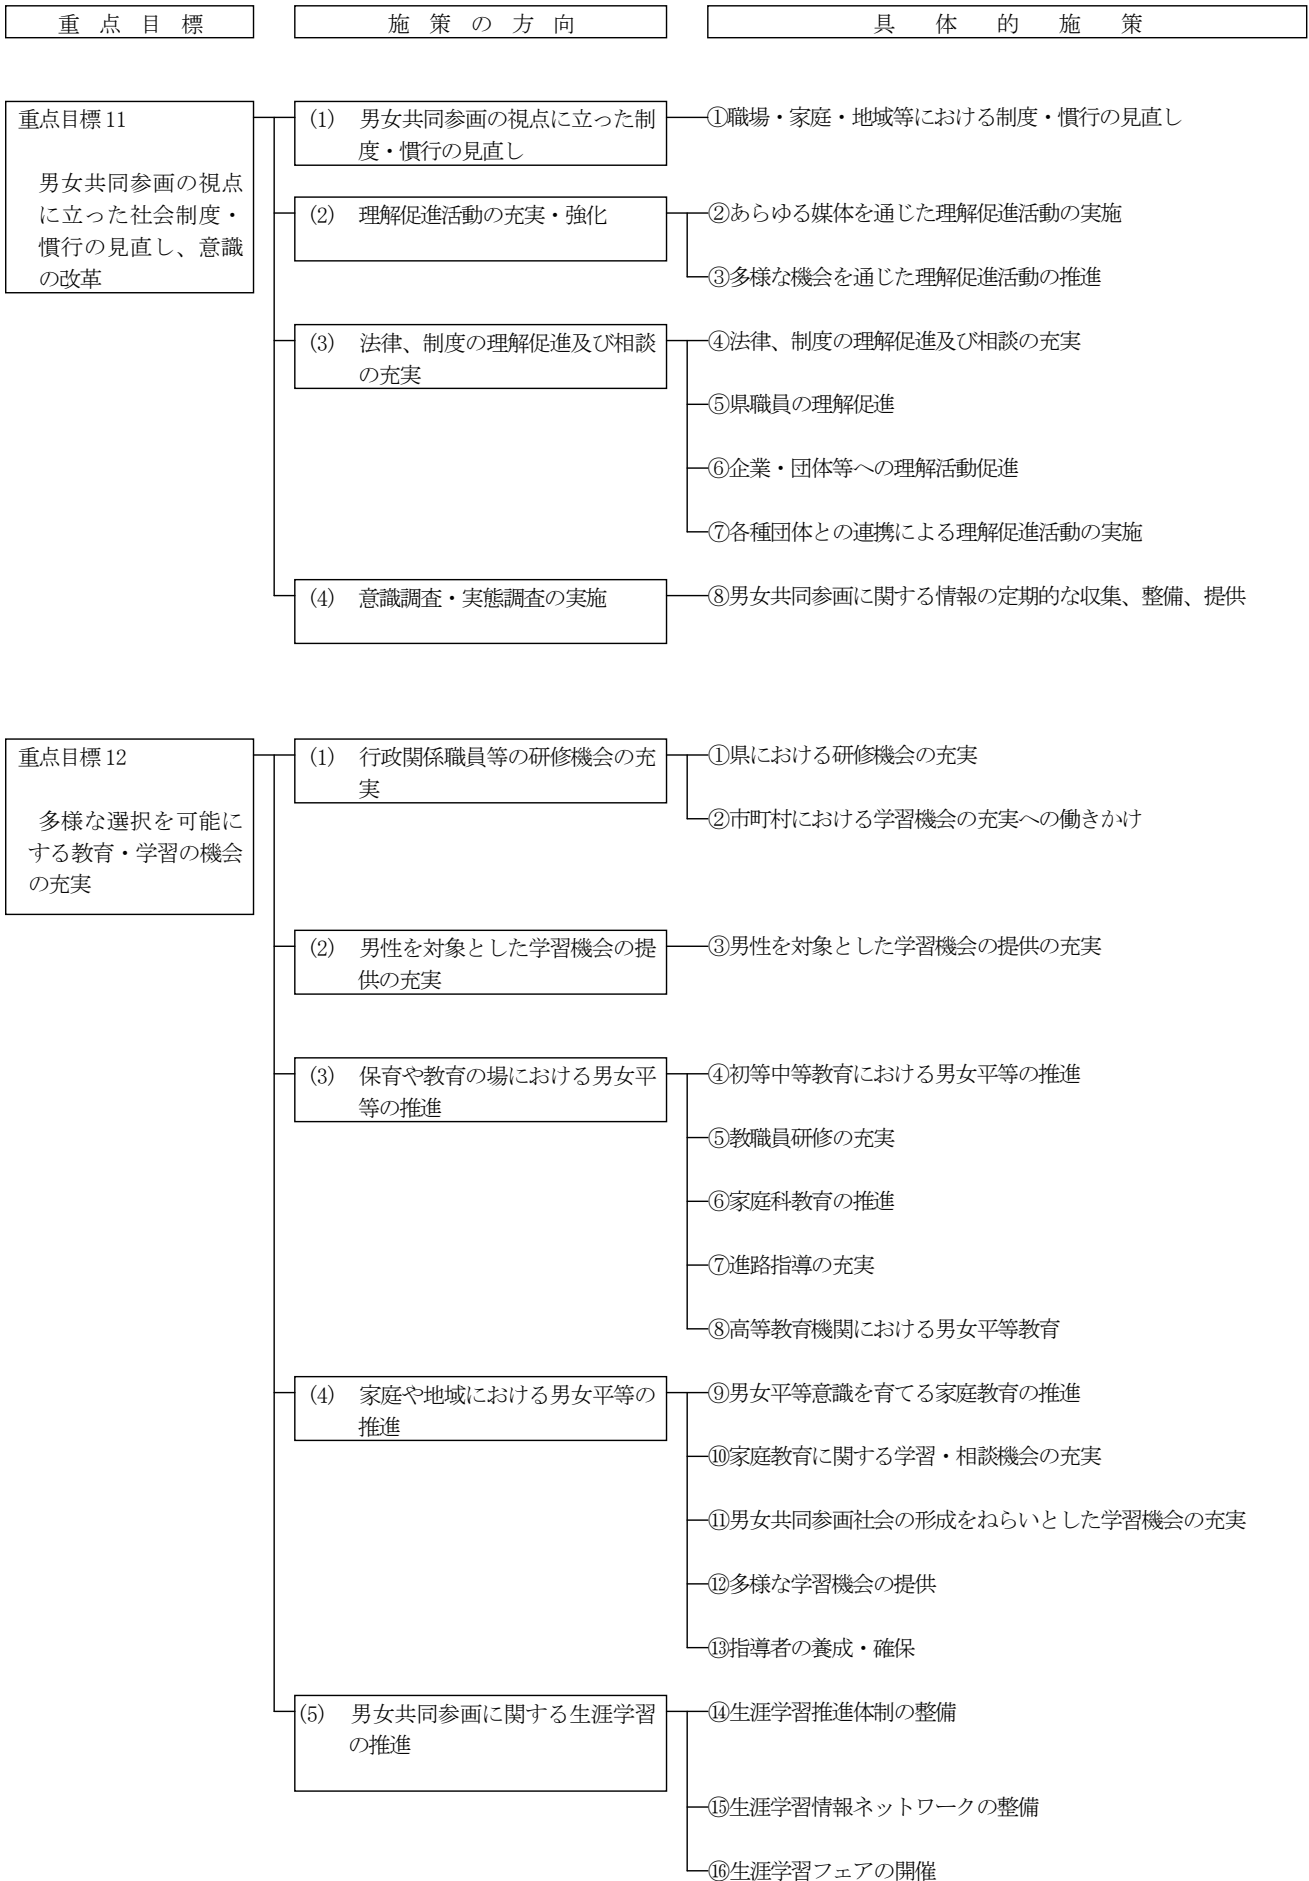 重点目標
施策の方向
具体的施策
重点目標11
男女共同参画の視点
に立った社会制度・
慣行の見直し、意識
の改革
(1) 男女共同参画の視点に立った制
度・慣行の見直し
①職場・家庭・地域等における制度・慣行の見直し
(2) 理解促進活動の充実・強化
②あらゆる媒体を通じた理解促進活動の実施
③多様な機会を通じた理解促進活動の推進
(3) 法律、制度の理解促進及び相談
の充実
④法律、制度の理解促進及び相談の充実
⑤県職員の理解促進
⑥企業・団体等への理解活動促進
⑦各種団体との連携による理解促進活動の実施
(4) 意識調査・実態調査の実施
⑧男女共同参画に関する情報の定期的な収集、整備、提供
重点目標12
多様な選択を可能に
する教育・学習の機会
の充実
(1) 行政関係職員等の研修機会の充
実
①県における研修機会の充実
②市町村における学習機会の充実への働きかけ
(2) 男性を対象とした学習機会の提
供の充実
③男性を対象とした学習機会の提供の充実
(3) 保育や教育の場における男女平
等の推進
④初等中等教育における男女平等の推進
⑤教職員研修の充実
⑥家庭科教育の推進
⑦進路指導の充実
⑧高等教育機関における男女平等教育
(4) 家庭や地域における男女平等の
推進
⑨男女平等意識を育てる家庭教育の推進
⑩家庭教育に関する学習・相談機会の充実
⑪男女共同参画社会の形成をねらいとした学習機会の充実
⑫多様な学習機会の提供
⑬指導者の養成・確保
(5) 男女共同参画に関する生涯学習
の推進
⑭生涯学習推進体制の整備
⑮生涯学習情報ネットワークの整備
⑯生涯学習フェアの開催